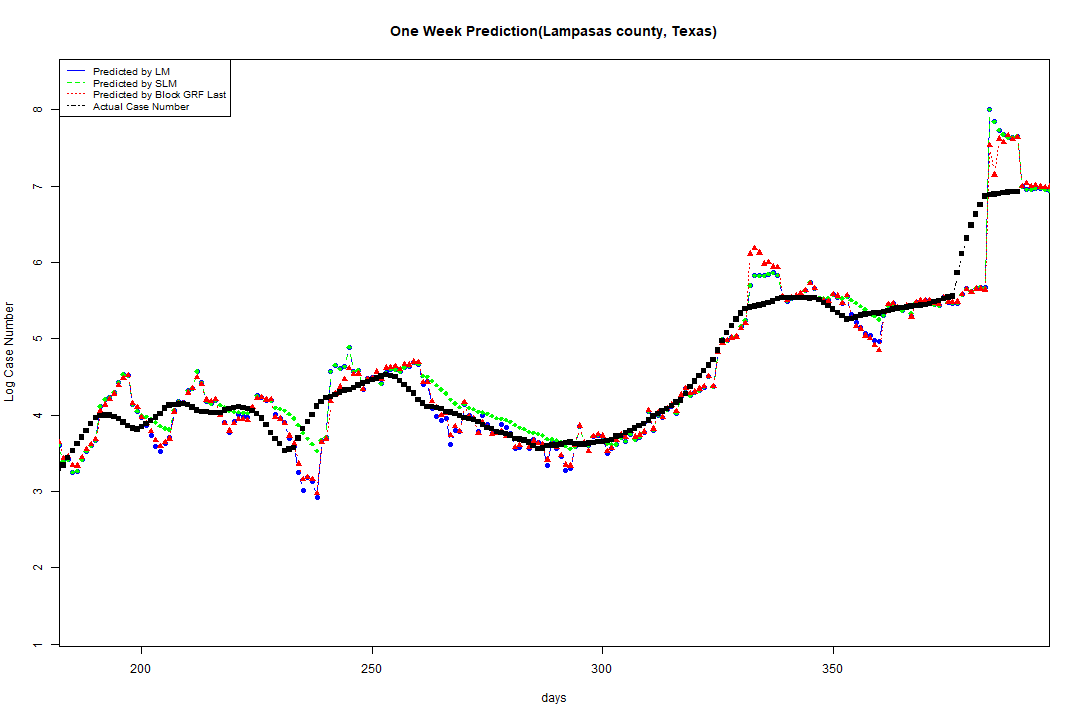 One Week Prediction(Lampasas county, Texas)
Predicted by LM
Predicted by SLM
Predicted by Block GRF Last
Actual Case Number
8
7
6
5
4
3
2
1
Log Case Number
200 250 300 350
days